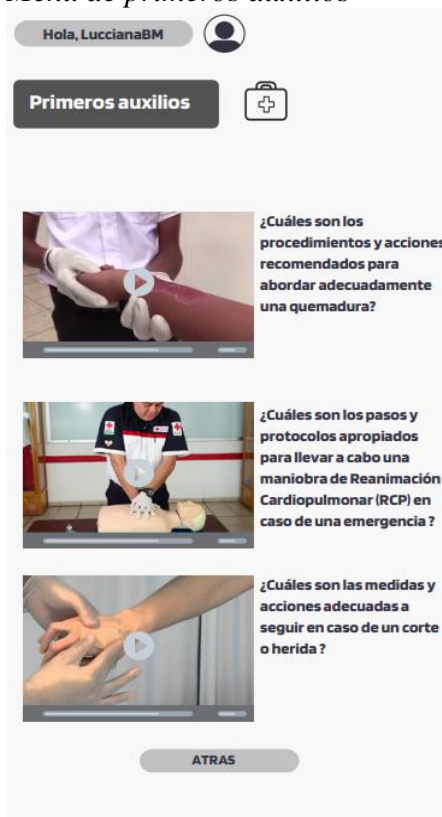 Menú de primeros auxilios
Hola, LuccianaBM
Primeros auxilios
¿Cuáles son los
procedimientos y acciones
recomendados para
abordar adecuadamente
una quemadura?
¿Cuáles son los pasos y
protocolos apropiados
para llevar a cabo una
maniobra de Reanimación
Cardiopulmonar (RCP) en
caso de una emergencia ?
¿Cuáles son las medidas y
acciones adecuadas a
seguir en caso de un corte
o herida ?
ATRAS